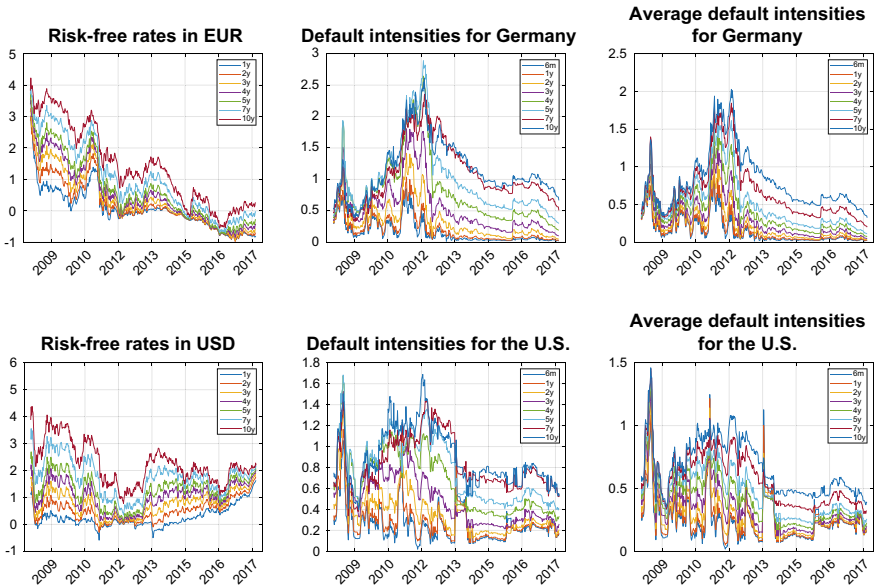 Risk-free rates in EUR
5
4
3
2
1
0
-1
1y
2y
3y
4y
5y
7y
10y
2009
2010
2012
2013
2015
2016
2017
Default intensities for Germany
3
2.5
2
1.5
1
0.5
0
6m
1y
2y
3y
4y
5y
7y
10y
2009
2010
2012
2013
2015
2016
2017
Average default intensities
for Germany
2.5
2
1.5
1
0.5
0
6m
1y
2y
3y
4y
5y
7y
10y
2009
2010
2012
2013
2015
2016
2017
Risk-free rates in USD
6
5
4
3
2
1
0
-1
1y
2y
3y
4y
5y
7y
10y
2009
2010
2012
2013
2015
2016
2017
Default intensities for the U.S.
1.8
1.6
1.4
1.2
1
0.8
0.6
0.4
0.2
0
6m
1y
2y
3y
4y
5y
7y
10y
2009
2010
2012
2013
2015
2016
2017
Average default intensities
for the U.S.
1.5
1
0.5
0
6m
1y
2y
3y
4y
5y
7y
10y
2009
2010
2012
2013
2015
2016
2017